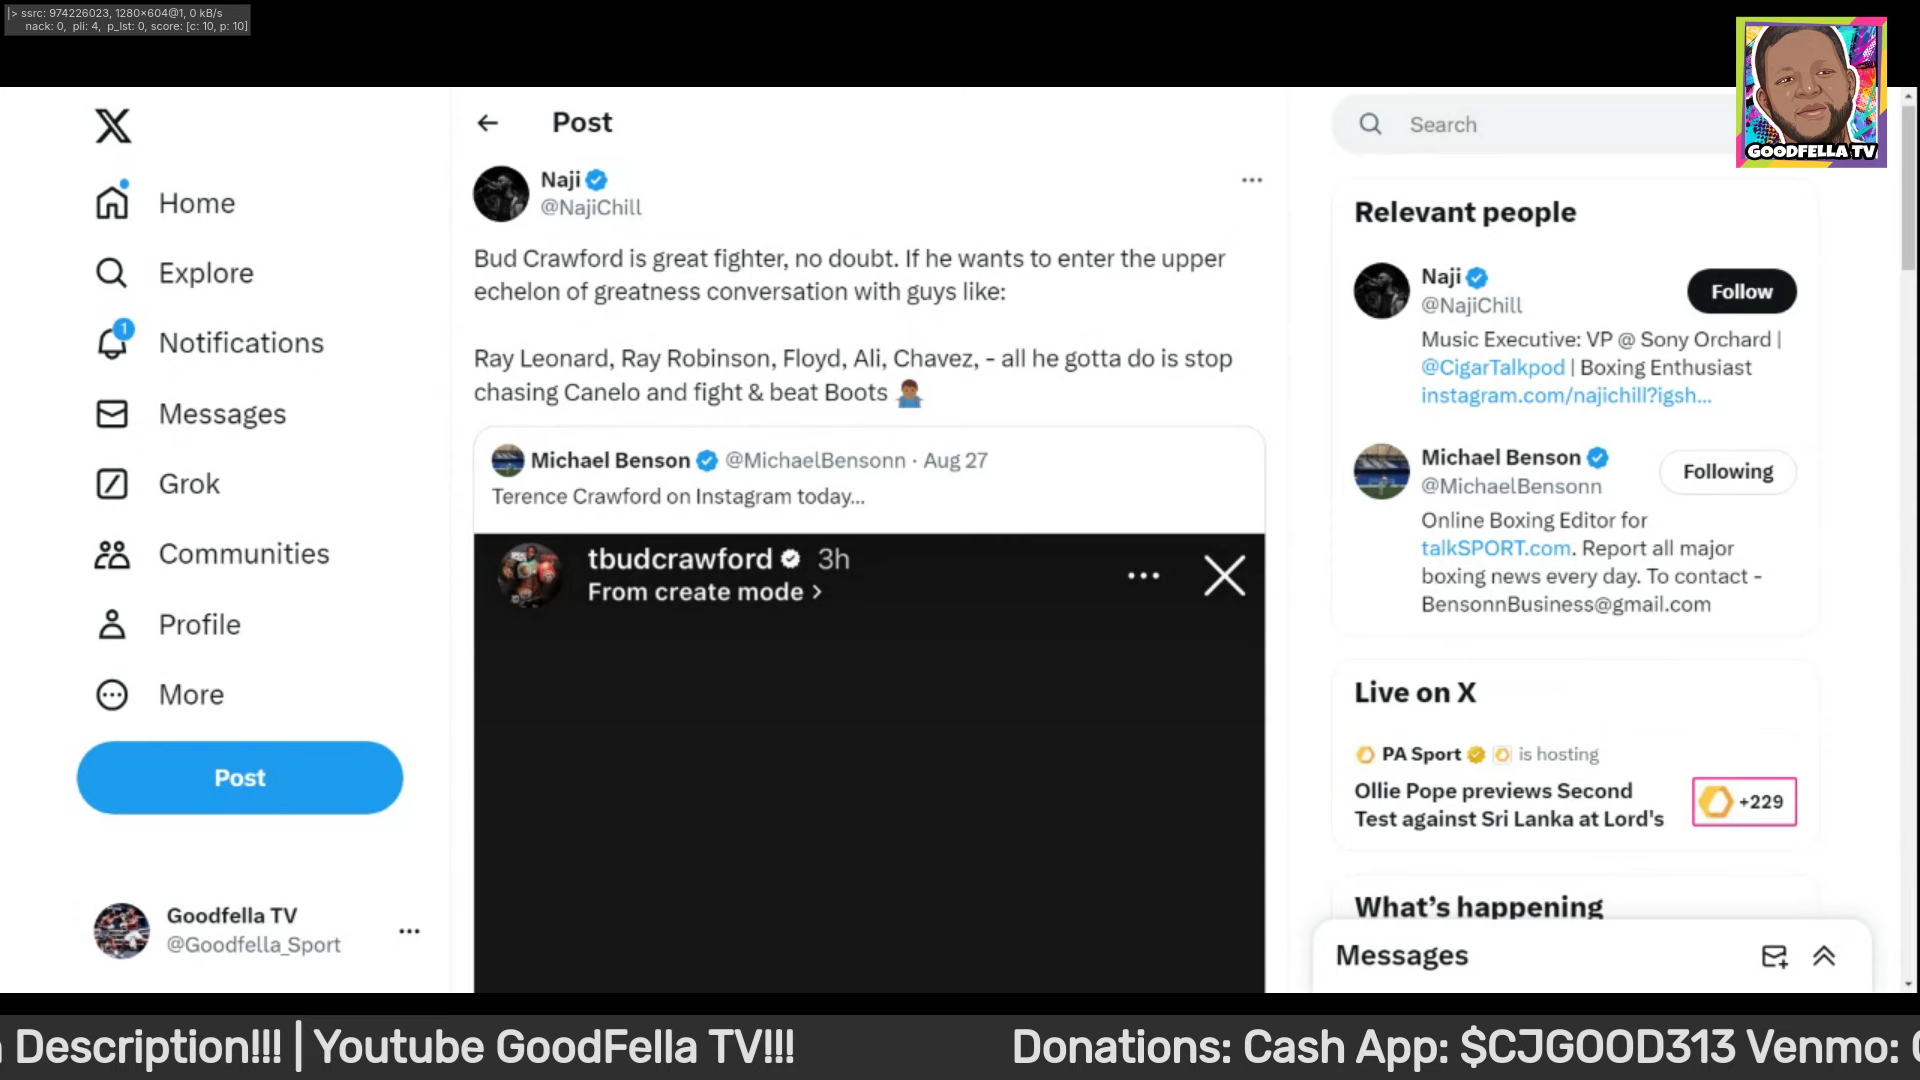 |> ssrc: 974226023, 1280×604@1, 0 kB/s
nack: 0, pli: 4, p_lst: 0, score: [c: 10, p: 10]
GOODFELLA TV
Home
Explore
1
Notifications
Messages
Grok
Communities
Profile
More
Post
Goodfella TV
@Goodfella_Sport
Post
Naji
@NajiChill
Bud Crawford is great fighter, no doubt. If he wants to enter the upper
echelon of greatness conversation with guys like:
Ray Leonard, Ray Robinson, Floyd, Ali, Chavez, - all he gotta do is stop
chasing Canelo and fight & beat Boots
Michael Benson @MichaelBensonn · Aug 27
Terence Crawford on Instagram today...
tbudcrawford 3h
From create mode >
Search
Relevant people
Naji
@NajiChill
Follow
Music Executive: VP @ Sony Orchard |
@CigarTalkpod | Boxing Enthusiast
instagram.com/najichill?igsh...
Michael Benson
@MichaelBensonn
Following
Online Boxing Editor for
talkSPORT.com. Report all major
boxing news every day. To contact -
BensonnBusiness@gmail.com
Live on X
PA Sport is hosting
Ollie Pope previews Second
Test against Sri Lanka at Lord's
+229
What's happening
Messages
Description!!! | Youtube GoodFella TV!!! Donations: Cash App: $CJGOOD313 Venmo: